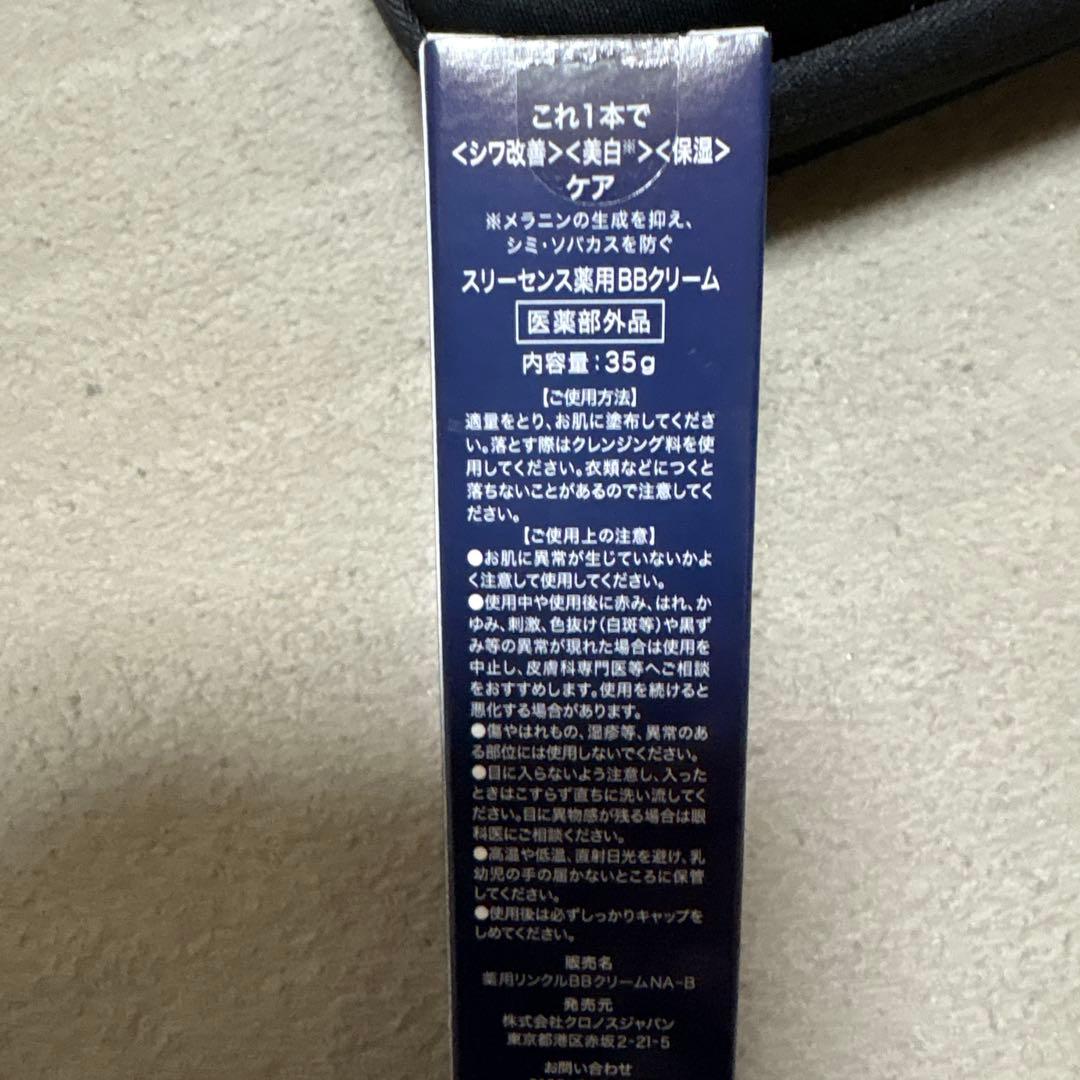 これ1本で
<シワ改善><美白※><保湿>
ケア
※メラニンの生成を抑え、
シミ・ソバカスを防ぐ
スリーセンス薬用BBクリーム
医薬部外品
内容量:35g
【ご使用方法】
適量をとり、お肌に塗布してくださ
い。落とす際はクレンジング料を使
用してください。衣類などにつくと
落ちないことがあるので注意してく
ださい。
【ご使用上の注意】
●お肌に異常が生じていないかよ
く注意して使用してください。
●使用中や使用後に赤み、はれ、か
ゆみ、刺激、色抜け(白斑等)や黒ず
み等の異常が現れた場合は使用を
中止し、皮膚科専門医等へご相談
をおすすめします。使用を続けると
悪化する場合があります。
●傷やはれもの、湿疹等、異常のあ
る部位には使用しないでください。
●目に入らないよう注意し、入った
ときはこすらず直ちに洗い流してく
ださい。目に異物感が残る場合は眼
科医にご相談ください。
●高温や低温、直射日光を避け、乳
幼児の手の届かないところに保管
してください。
●使用後は必ずしっかりキャップを
しめてください。
販売名
薬用リンクルBBクリームNA-B
発売元
株式会社クロノスジャパン
東京都港区赤坂2-21-5
お問い合わせ